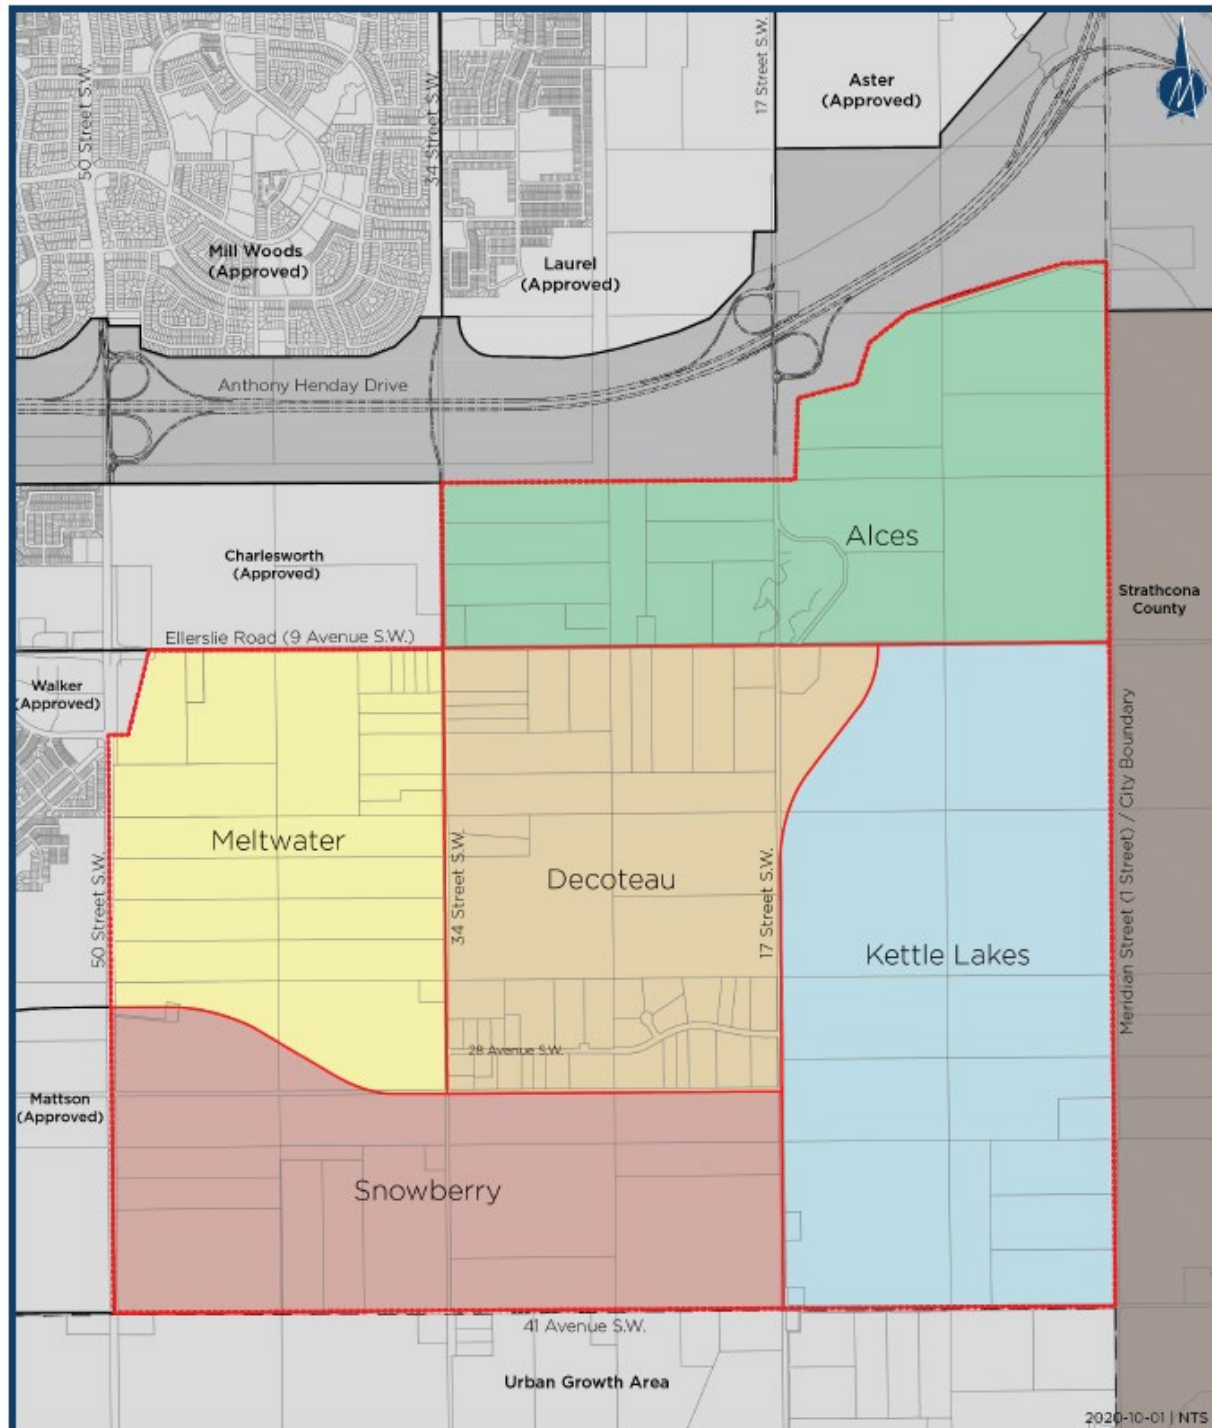 50 Street S.W.
34 Street S.W.
17 Street S.W.
Aster
(Approved)
Mill Woods
(Approved)
Laurel
(Approved)
Anthony Henday Drive
Alces
Charlesworth
(Approved)
Strathcona
County
Ellerslie Road (9 Avenue S.W.)
Walker
(Approved)
Meltwater
Decoteau
Kettle Lakes
50 Street S.W.
34 Street S.W.
17 Street S.W.
Meridian Street (1 Street) / City Boundary
28 Avenue S.W.
Mattson
(Approved)
Snowberry
41 Avenue S.W.
Urban Growth Area
2020-10-01 | NTS